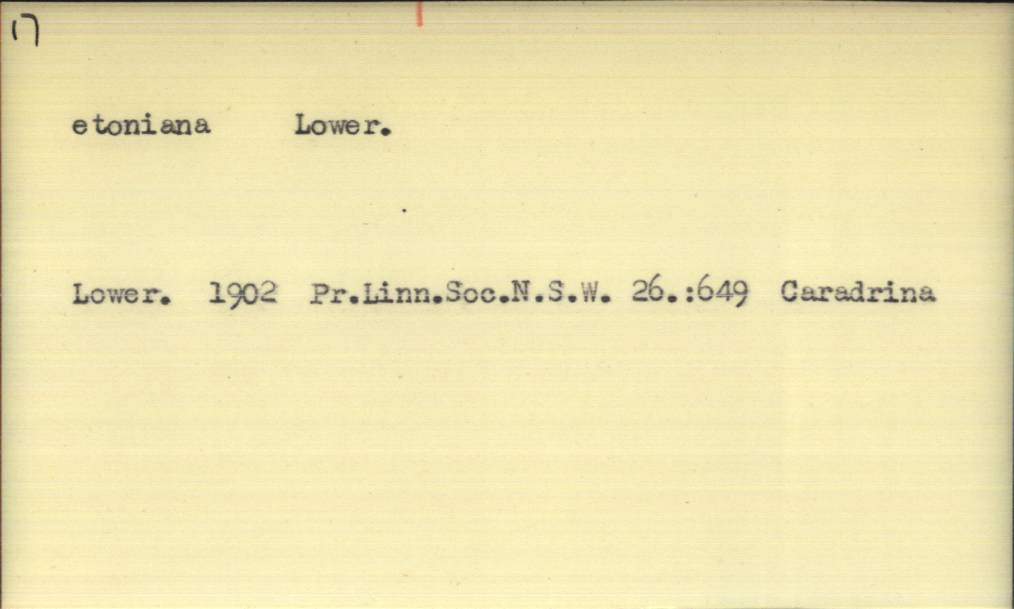 17
etoniana Lower.
Lower. 1902 Pr.Linn.Soc.N.S.W. 26.:649 Caradrina